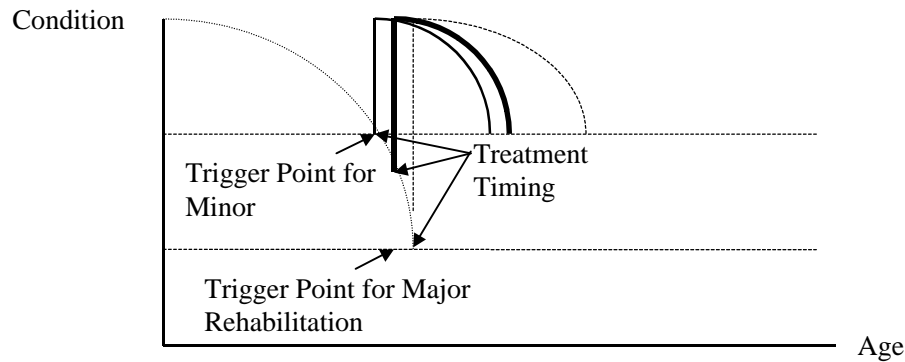 Condition
Treatment
Timing
Trigger Point for
Minor
Trigger Point for Major
Rehabilitation
Age